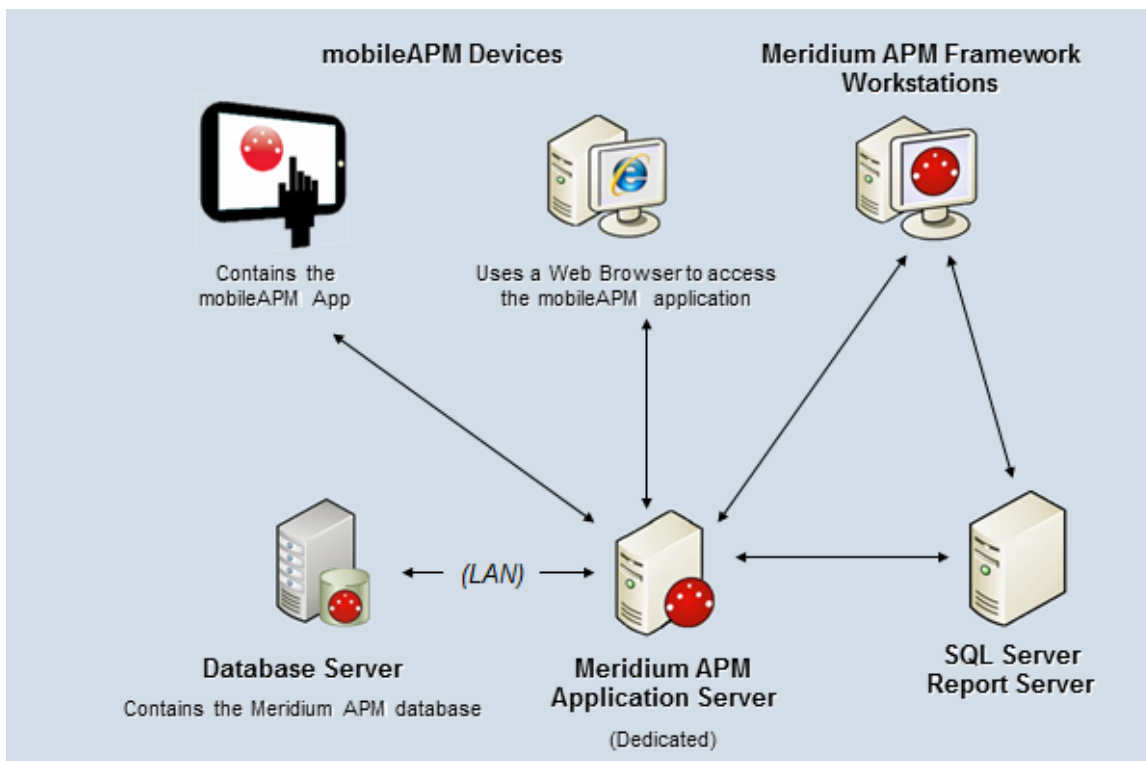 mobileAPM Devices
Meridium APM Framework
Workstations
Contains the
mobileAPM App
Uses a Web Browser to access
the mobileAPM application
(LAN)
Database Server
Contains the Meridium APM database
Meridium APM
Application Server
(Dedicated)
SQL Server
Report Server